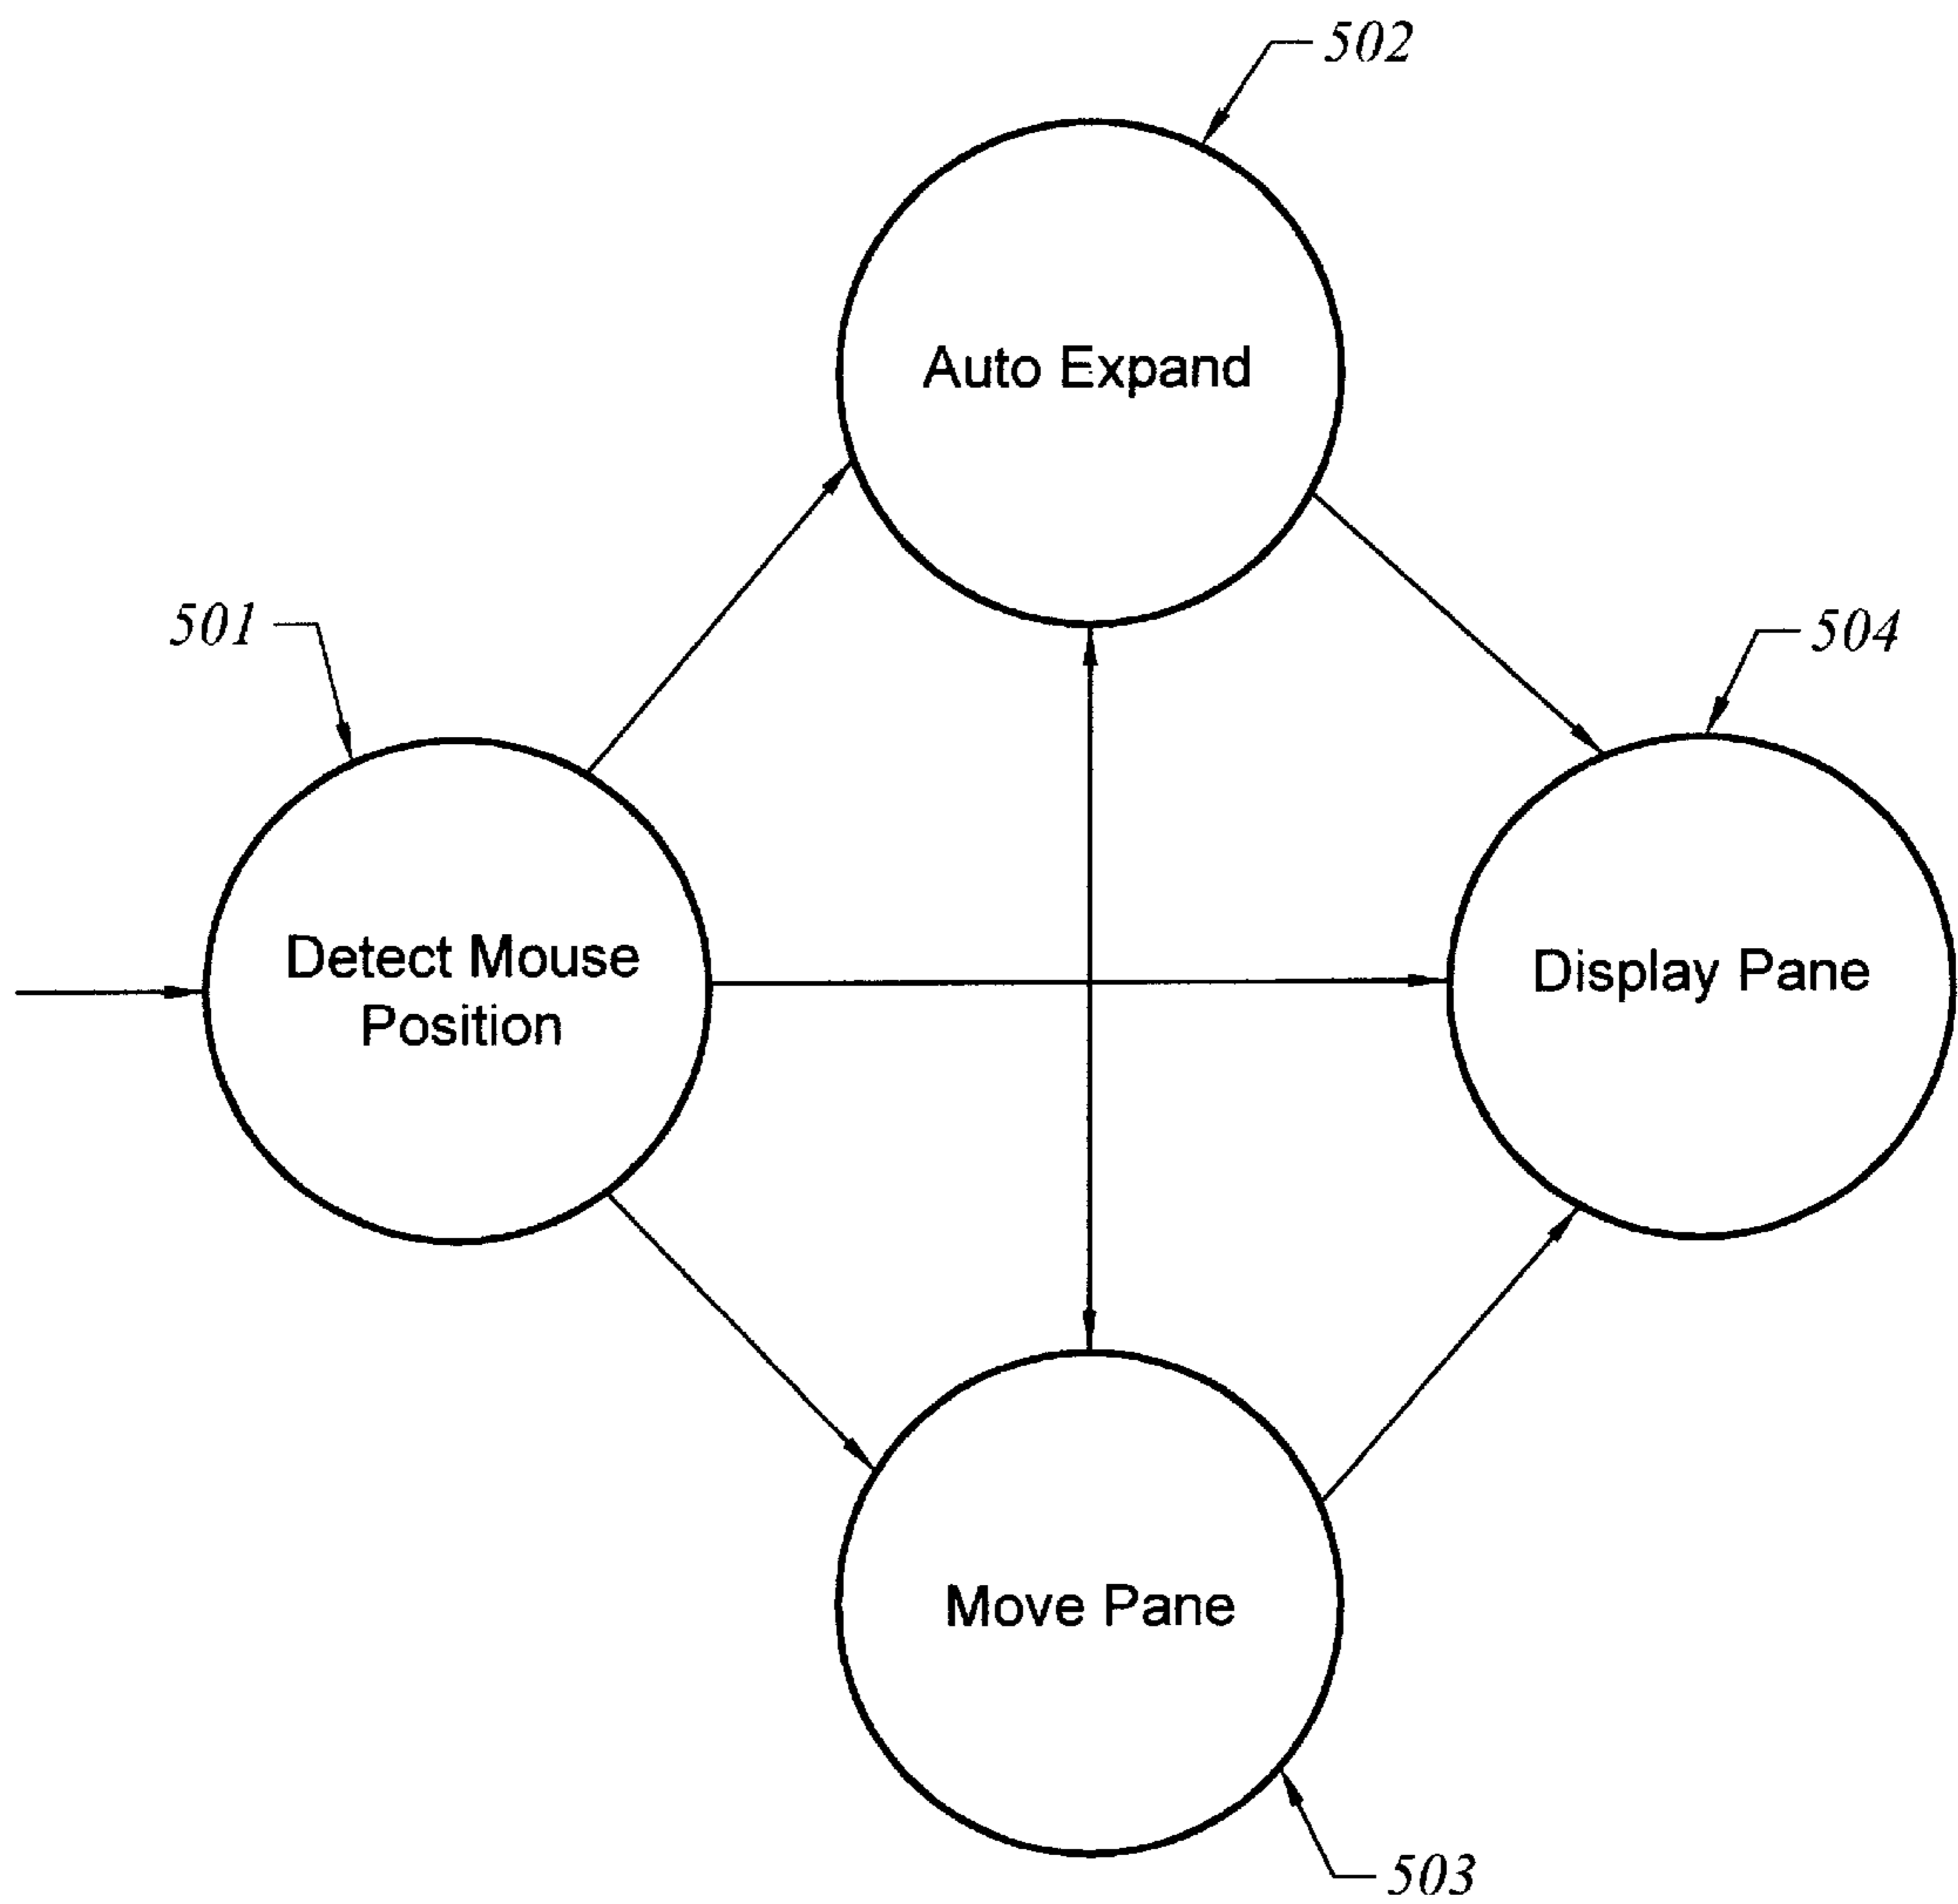 502
Auto Expand
501
504
Detect Mouse
Position
Display Pane
Move Pane
503